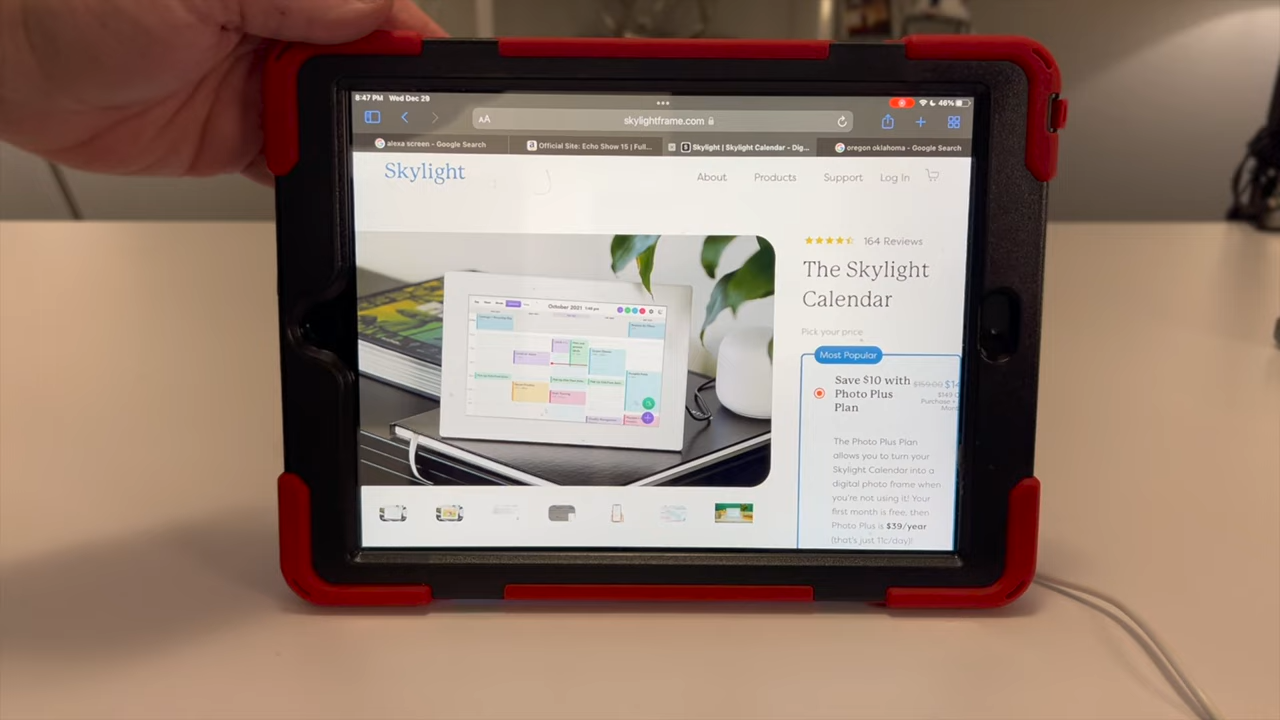 8:47 PM Wed Dec 29
46%
AA
skylightframe.com
alexa screen - Google Search
Official Site: Echo Show 15 | Full...
Skylight | Skylight Calendar - Dig...
oregon oklahoma - Google Search
Skylight
About
Products
Support
Log In
October 2021
164 Reviews
The Skylight
Calendar
Pick your price
Most Popular
Save $10 with
Photo Plus
Plan
$159.00
Purchase +
The Photo Plus Plan
allows you to turn your
Skylight Calendar into a
digital photo frame when
you're not using it! Your
first month is free, then
Photo Plus is $39/year
(that's just 11c/day)!